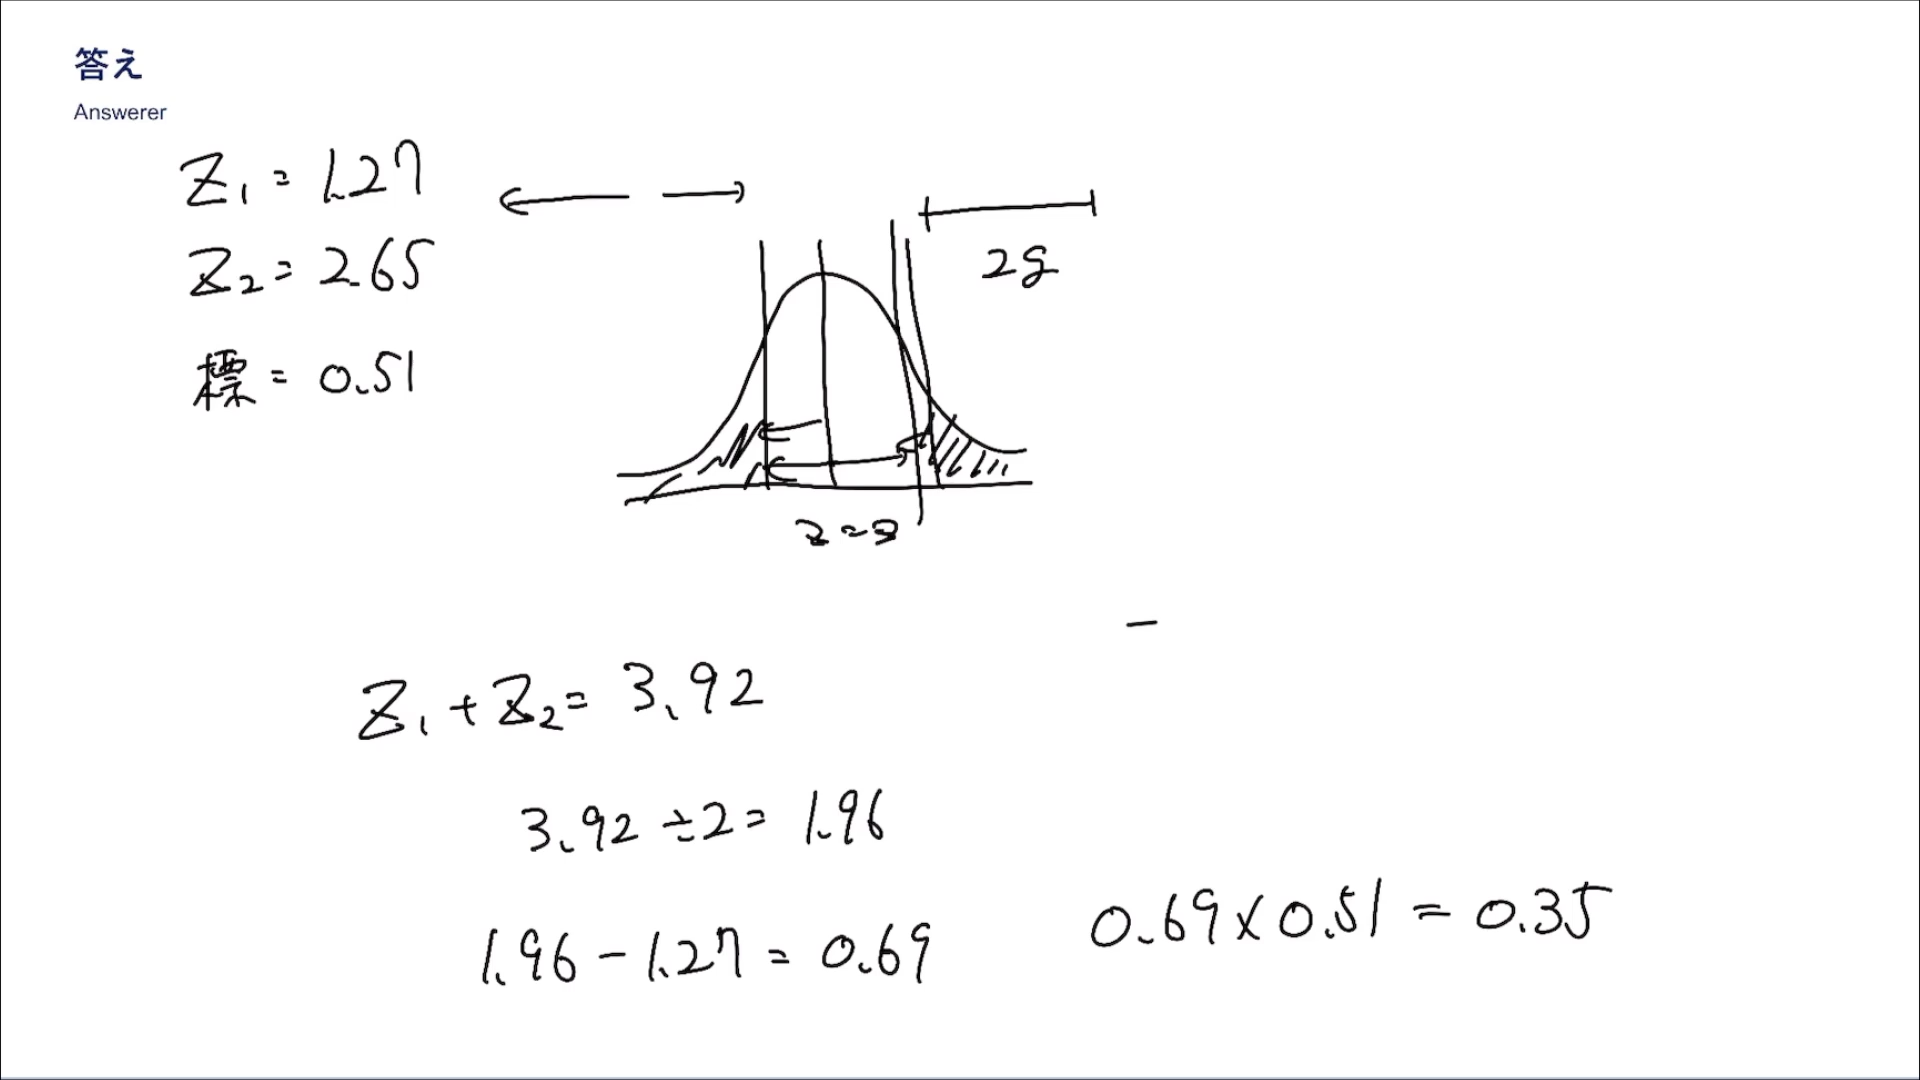 答え
Answerer
Z₁ = 1.27
Z₂ = 2.65
標 = 0.51
2g
Z₁ + Z₂ = 3.92
3.92 ÷ 2 = 1.96
1.96 - 1.27 = 0.69
0.69 × 0.51 = 0.35